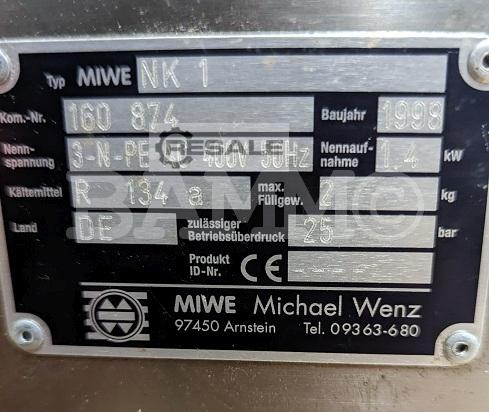 Typ MIWE NK 1
Kom.-Nr. 160 874 Baujahr 1998
Nenn-spannung 3-N-PE 400V 50Hz Nennauf-nahme 1.4 kW
Kältemittel R 134 a max. Füllgew. 2 kg
Land DE zulässiger Betriebsüberdruck 25 bar
Produkt ID-Nr. CE -----
MIWE Michael Wenz
97450 Arnstein Tel. 09363-680
RESALE